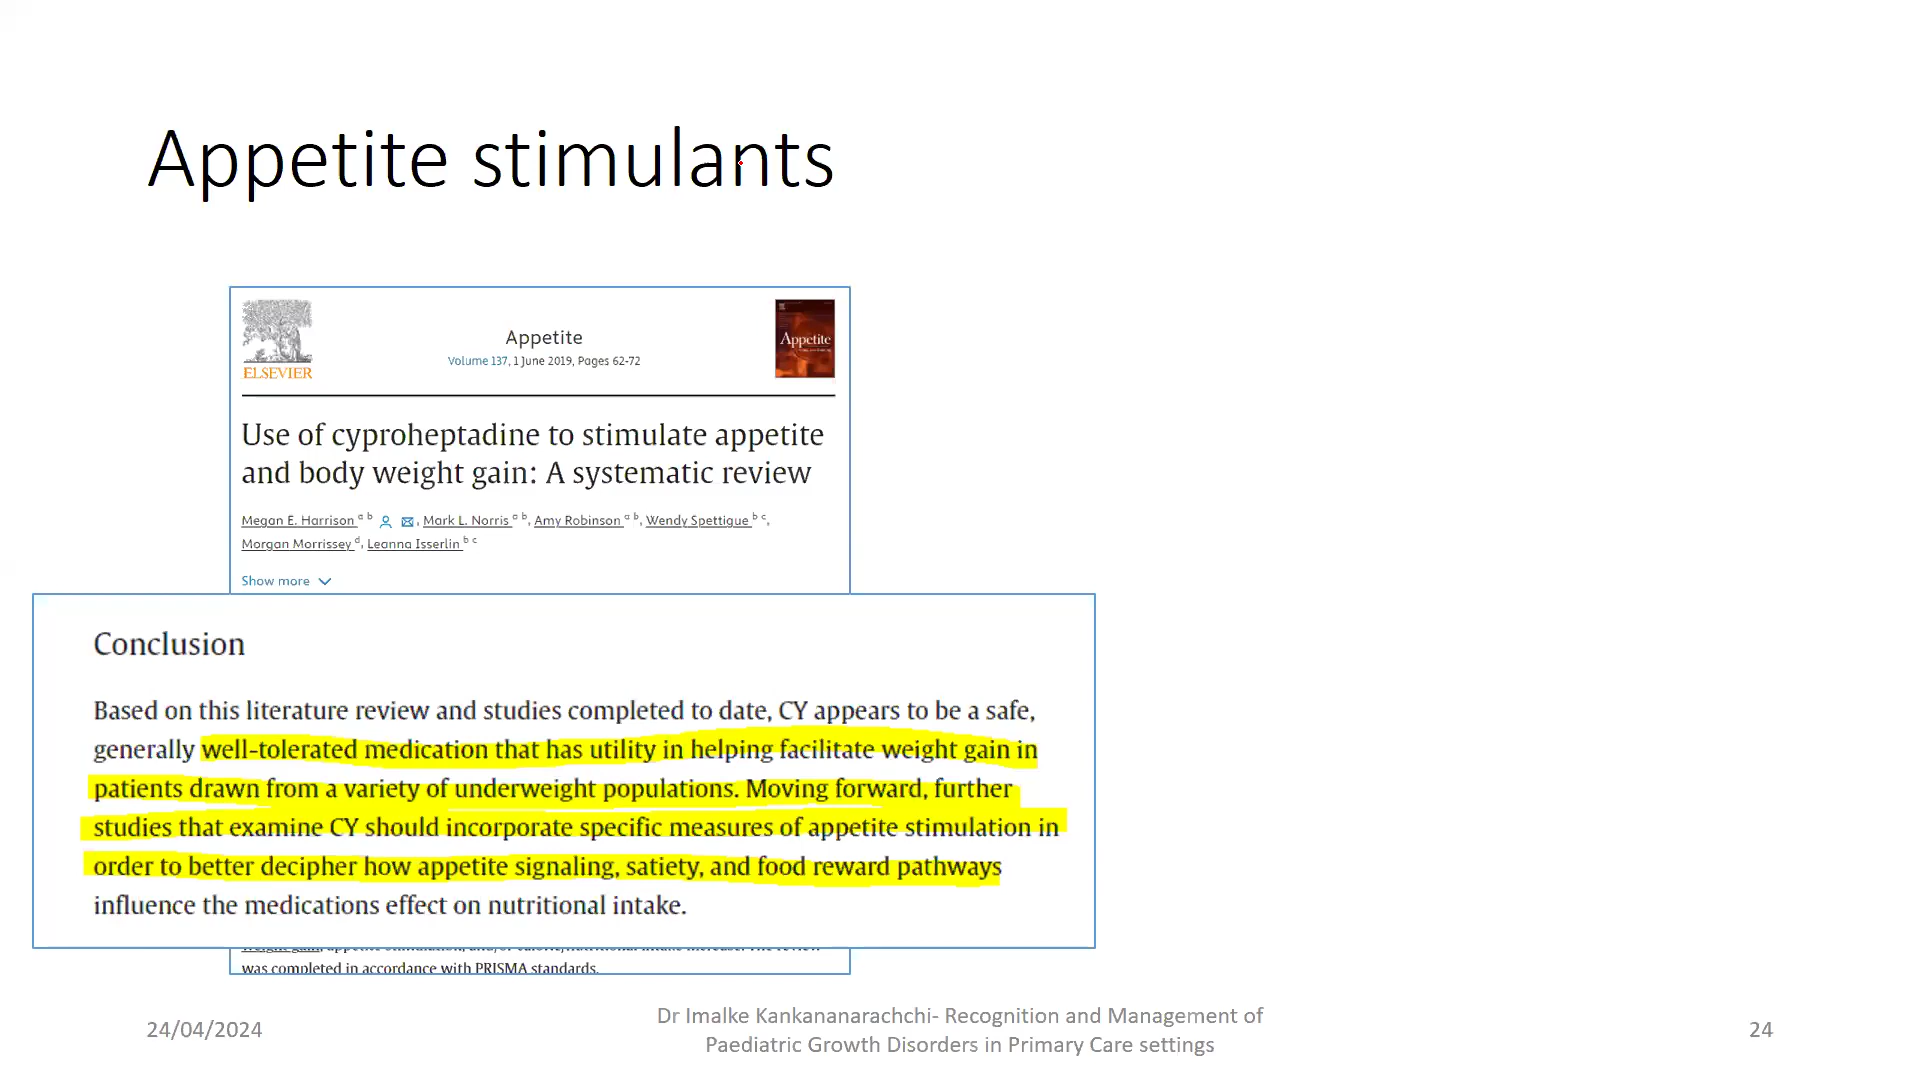 Appetite stimulants
ELSEVIER
Appetite
Volume 137, 1 June 2019, Pages 62-72
Appetite
Use of cyproheptadine to stimulate appetite
and body weight gain: A systematic review
Megan E. Harrison a b, Mark L. Norris a b, Amy Robinson a b, Wendy Spettigue b c,
Morgan Morrissey d, Leanna Isserlin b c
Show more
Conclusion
Based on this literature review and studies completed to date, CY appears to be a safe,
generally well-tolerated medication that has utility in helping facilitate weight gain in
patients drawn from a variety of underweight populations. Moving forward, further
studies that examine CY should incorporate specific measures of appetite stimulation in
order to better decipher how appetite signaling, satiety, and food reward pathways
influence the medications effect on nutritional intake.
was completed in accordance with PRISMA standards.
24/04/2024
Dr Imalke Kankananarachchi- Recognition and Management of
Paediatric Growth Disorders in Primary Care settings
24